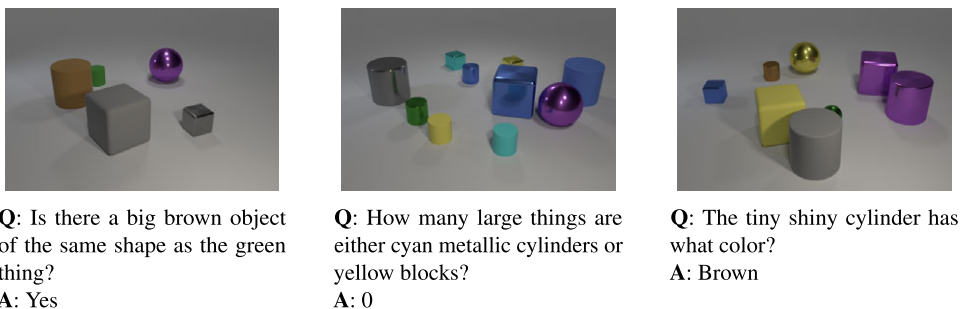 Q: Is there a big brown object
of the same shape as the green
thing?
A: Yes
Q: How many large things are
either cyan metallic cylinders or
yellow blocks?
A: 0
Q: The tiny shiny cylinder has
what color?
A: Brown